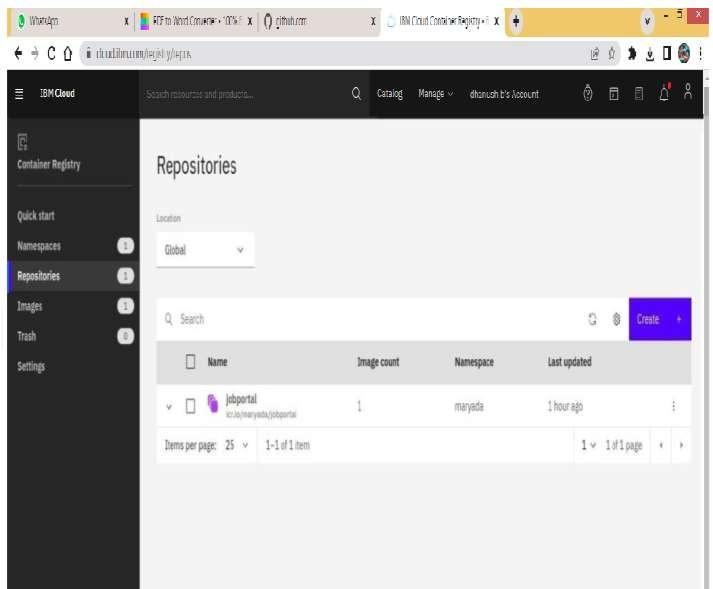 WhatsApp x PDF to Word Converter - 100% F x github.com x IBM Cloud Container Registry - x
cloud.ibm.com/registry/repos
IBM Cloud Search resources and products... Catalog Manage dhanush b's Account
Container Registry
Quick start
Namespaces 1
Repositories 1
Images 1
Trash 0
Settings
Repositories
Location
Global
Search Create +
Name Image count Namespace Last updated
jobportal 1 maryada 1 hour ago
icr.io/maryada/jobportal
Items per page: 25 1–1 of 1 item 1 1 of 1 page